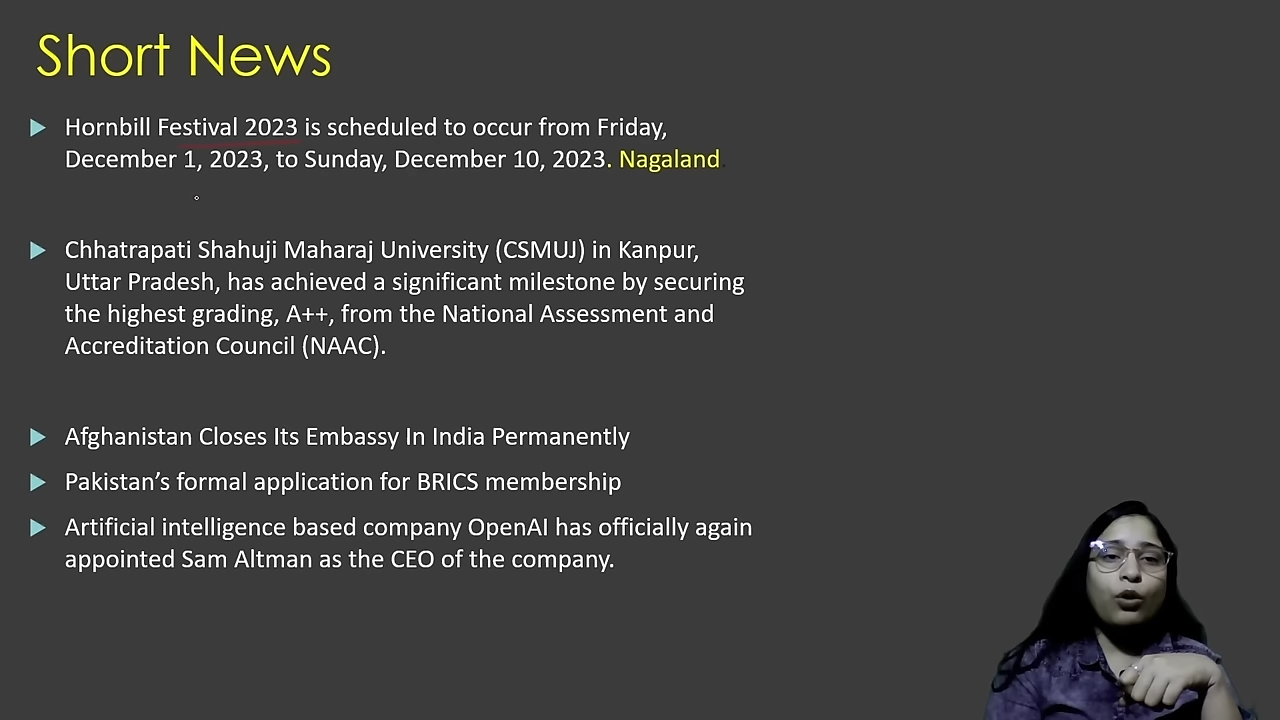 Short News
Hornbill Festival 2023 is scheduled to occur from Friday,
December 1, 2023, to Sunday, December 10, 2023. Nagaland
Chhatrapati Shahuji Maharaj University (CSMUJ) in Kanpur,
Uttar Pradesh, has achieved a significant milestone by securing
the highest grading, A++, from the National Assessment and
Accreditation Council (NAAC).
Afghanistan Closes Its Embassy In India Permanently
Pakistan’s formal application for BRICS membership
Artificial intelligence based company OpenAI has officially again
appointed Sam Altman as the CEO of the company.